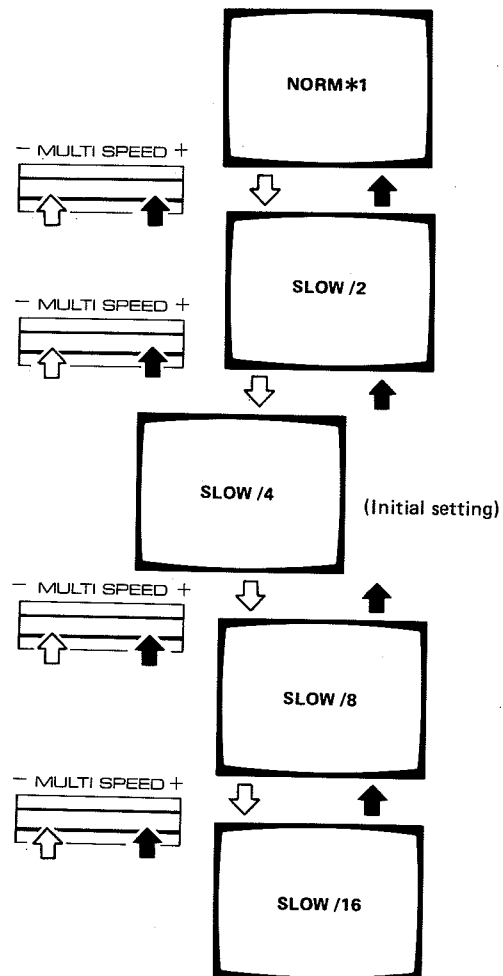 NORM*1
– MULTI SPEED +
SLOW /2
– MULTI SPEED +
SLOW /4
(Initial setting)
– MULTI SPEED +
SLOW /8
– MULTI SPEED +
SLOW /16